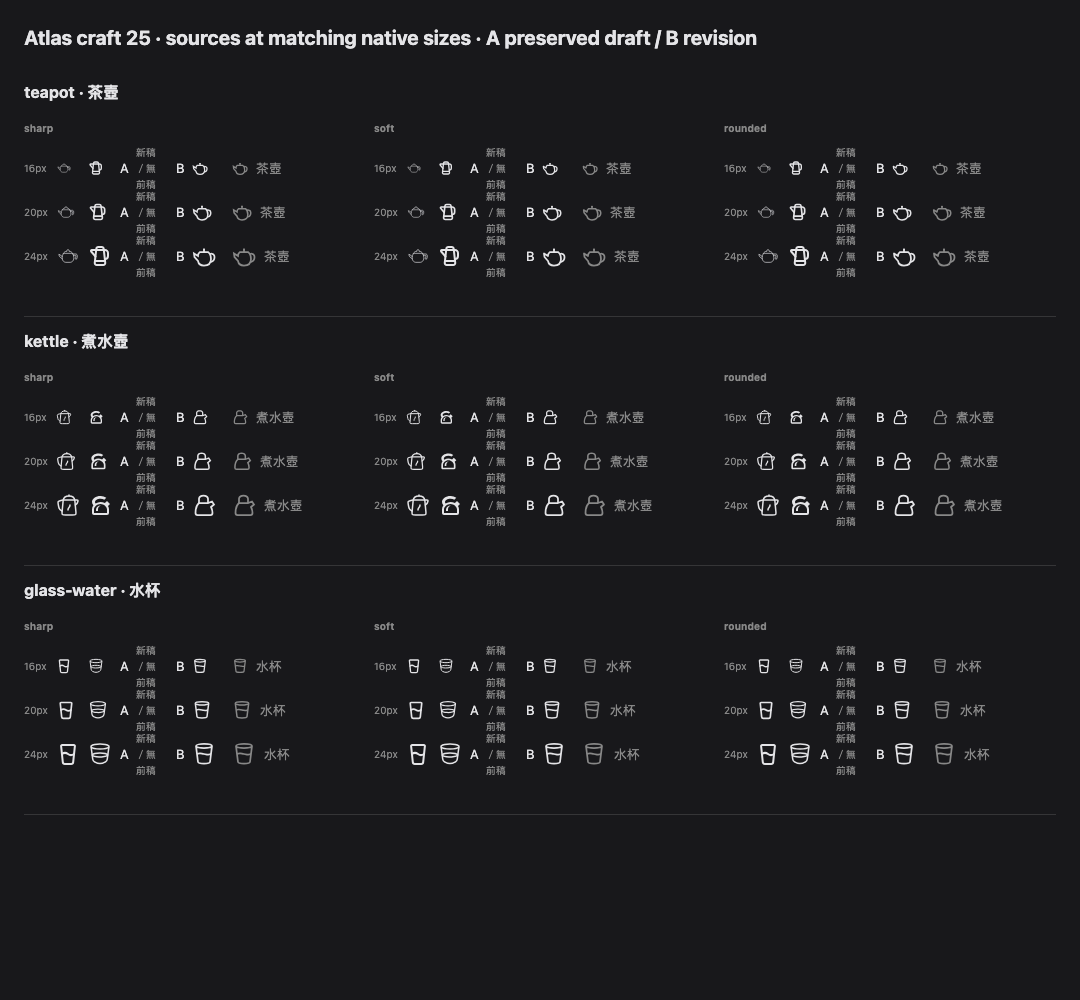 Atlas craft 25 · sources at matching native sizes · A preserved draft / B revision
teapot · 茶壺
sharp soft rounded
16px A 新稿 / 無 前稿 B 茶壺 16px A 新稿 / 無 前稿 B 茶壺 16px A 新稿 / 無 前稿 B 茶壺
20px A 新稿 / 無 前稿 B 茶壺 20px A 新稿 / 無 前稿 B 茶壺 20px A 新稿 / 無 前稿 B 茶壺
24px A 新稿 / 無 前稿 B 茶壺 24px A 新稿 / 無 前稿 B 茶壺 24px A 新稿 / 無 前稿 B 茶壺
kettle · 煮水壺
sharp soft rounded
16px A 新稿 / 無 前稿 B 煮水壺 16px A 新稿 / 無 前稿 B 煮水壺 16px A 新稿 / 無 前稿 B 煮水壺
20px A 新稿 / 無 前稿 B 煮水壺 20px A 新稿 / 無 前稿 B 煮水壺 20px A 新稿 / 無 前稿 B 煮水壺
24px A 新稿 / 無 前稿 B 煮水壺 24px A 新稿 / 無 前稿 B 煮水壺 24px A 新稿 / 無 前稿 B 煮水壺
glass-water · 水杯
sharp soft rounded
16px A 新稿 / 無 前稿 B 水杯 16px A 新稿 / 無 前稿 B 水杯 16px A 新稿 / 無 前稿 B 水杯
20px A 新稿 / 無 前稿 B 水杯 20px A 新稿 / 無 前稿 B 水杯 20px A 新稿 / 無 前稿 B 水杯
24px A 新稿 / 無 前稿 B 水杯 24px A 新稿 / 無 前稿 B 水杯 24px A 新稿 / 無 前稿 B 水杯